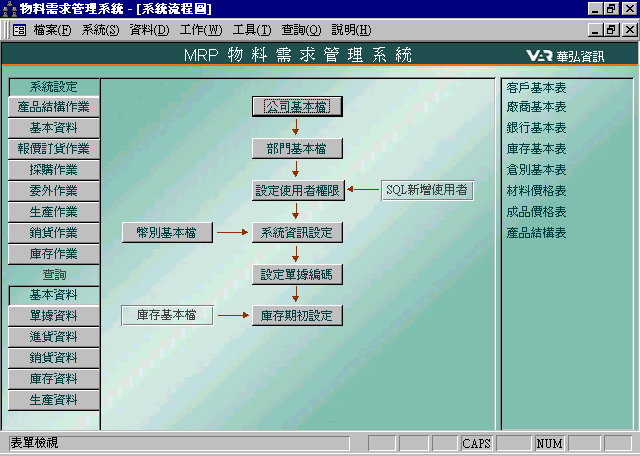 物料需求管理系統 - [系統流程圖]
檔案(F) 系統(S) 資料(D) 工作(W) 工具(T) 查詢(Q) 說明(H)
MRP 物料需求管理系統
華弘資訊
系統設定
產品結構作業
基本資料
報價訂貨作業
採購作業
委外作業
生產作業
銷貨作業
庫存作業
查詢
基本資料
單據資料
進貨資料
銷貨資料
庫存資料
生產資料
公司基本檔
部門基本檔
設定使用者權限
SQL新增使用者
幣別基本檔
系統資訊設定
設定單據編碼
庫存基本檔
庫存期初設定
客戶基本表
廠商基本表
銀行基本表
庫存基本表
倉別基本表
材料價格表
成品價格表
產品結構表
表單檢視
CAPS
NUM